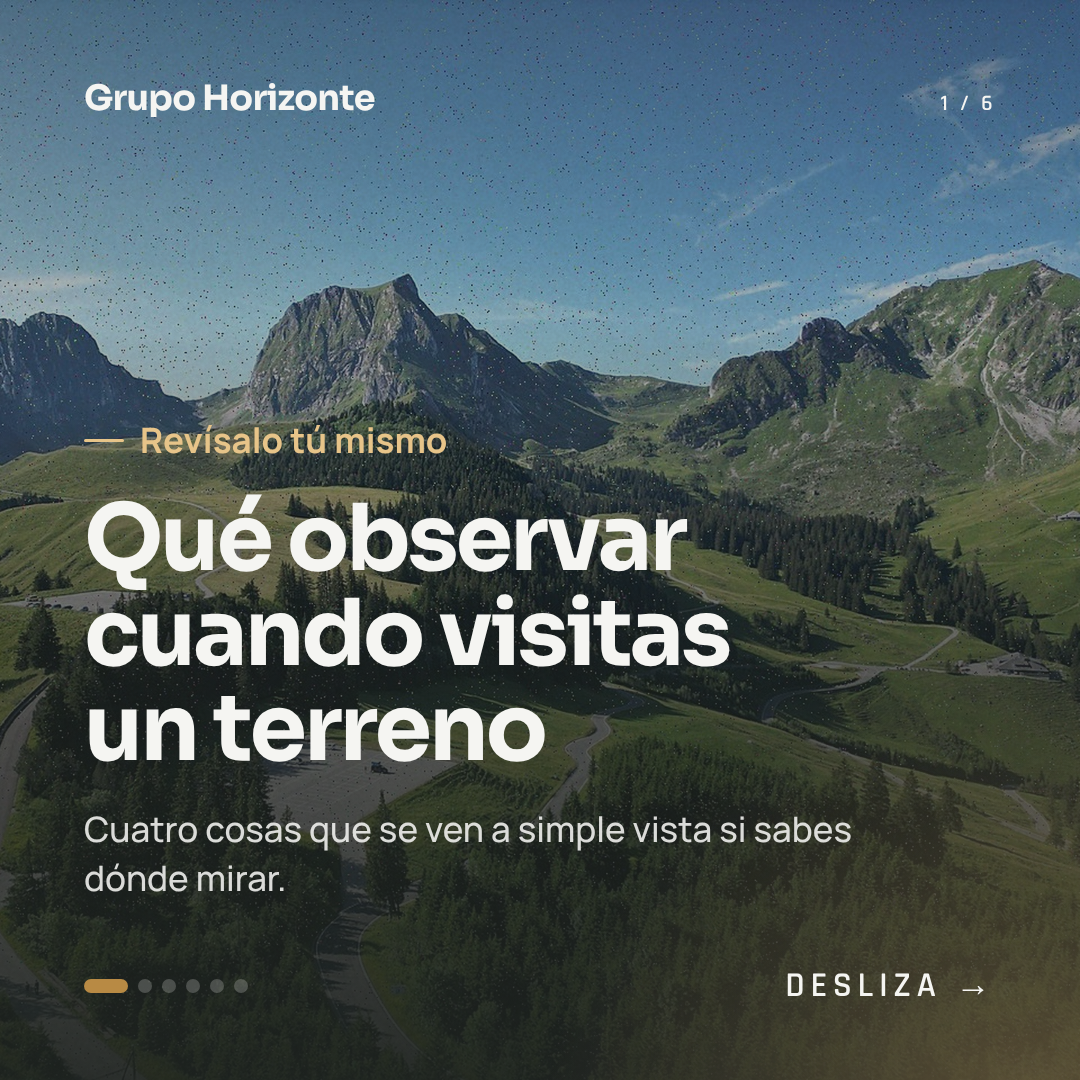 Grupo Horizonte
1 / 6
Revísalo tú mismo
Qué observar
cuando visitas
un terreno
Cuatro cosas que se ven a simple vista si sabes
dónde mirar.
DESLIZA →